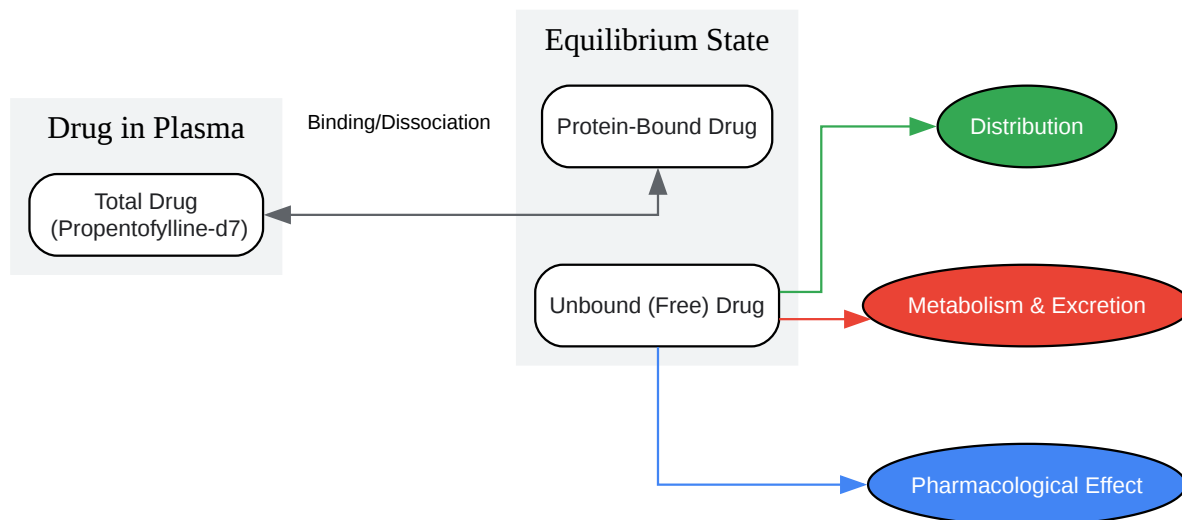 Drug in Plasma
Total Drug
(Propentofylline-d7)
Binding/Dissociation
Equilibrium State
Protein-Bound Drug
Unbound (Free) Drug
Distribution
Metabolism & Excretion
Pharmacological Effect